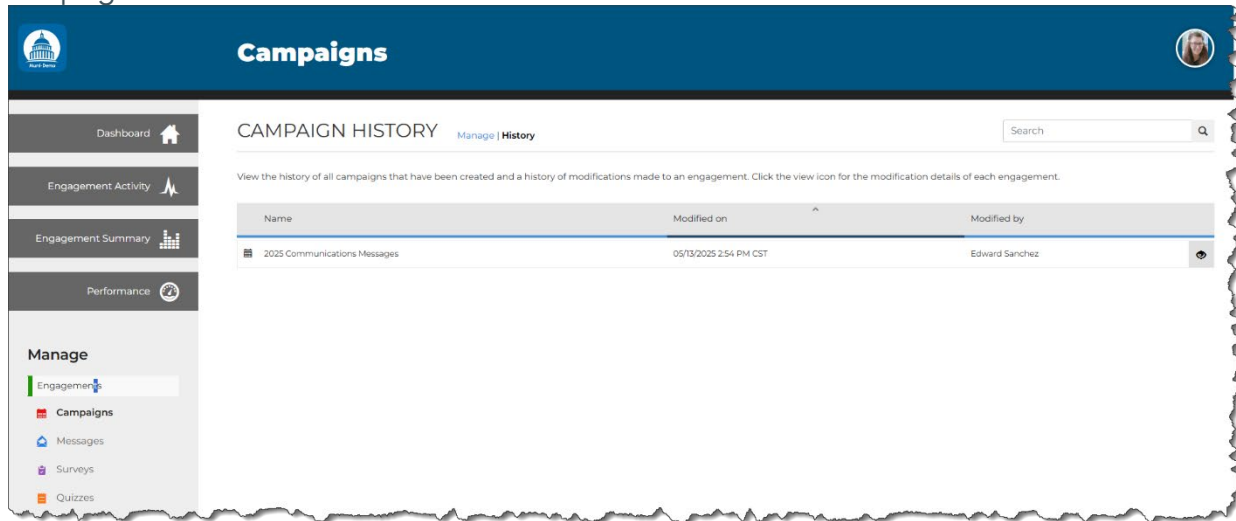 Campaigns
CAMPAIGN HISTORY Manage | History
Search
View the history of all campaigns that have been created and a history of modifications made to an engagement. Click the view icon for the modification details of each engagement.
Name Modified on Modified by
2025 Communications Messages 05/13/2025 2:54 PM CST Edward Sanchez
Dashboard
Engagement Activity
Engagement Summary
Performance
Manage
Engagements
Campaigns
Messages
Surveys
Quizzes